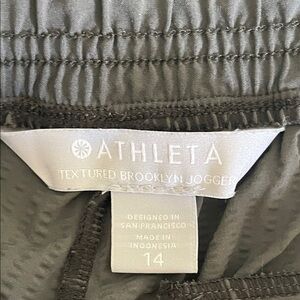 ATHLETA
TEXTURED BROOKLYN JOGGER
DESIGNED IN
SAN FRANCISCO
MADE IN
INDONESIA
14